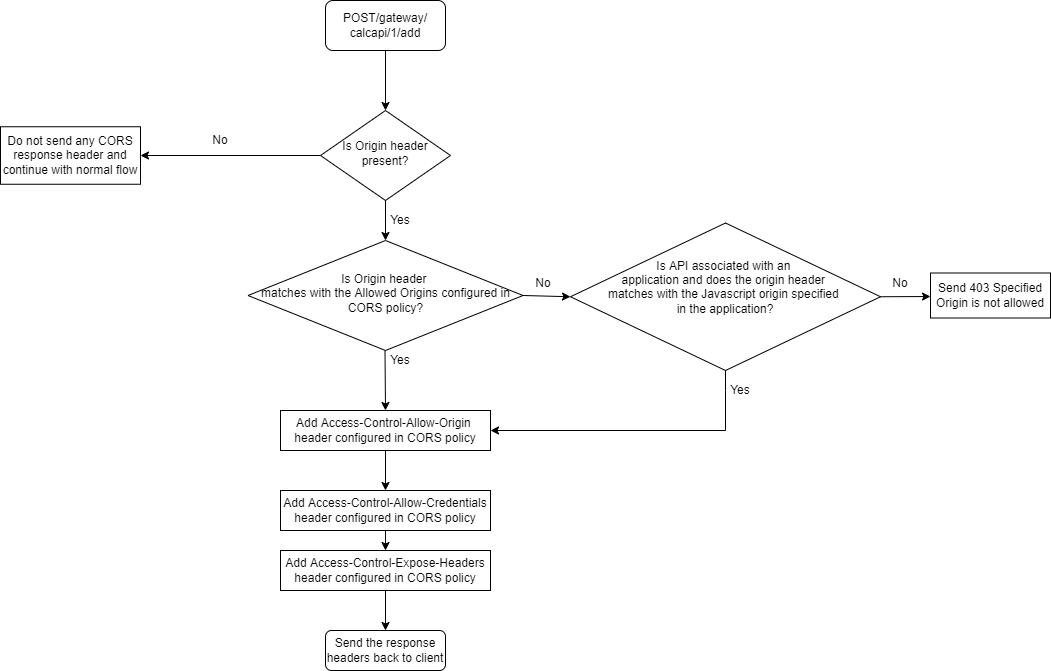 POST/gateway/
calcapi/1/add
Is Origin header
present?
No
Do not send any CORS
response header and
continue with normal flow
Yes
Is Origin header
matches with the Allowed Origins configured in
CORS policy?
No
Is API associated with an
application and does the origin header
matches with the Javascript origin specified
in the application?
No
Send 403 Specified
Origin is not allowed
Yes
Yes
Add Access-Control-Allow-Origin
header configured in CORS policy
Add Access-Control-Allow-Credentials
header configured in CORS policy
Add Access-Control-Expose-Headers
header configured in CORS policy
Send the response
headers back to client